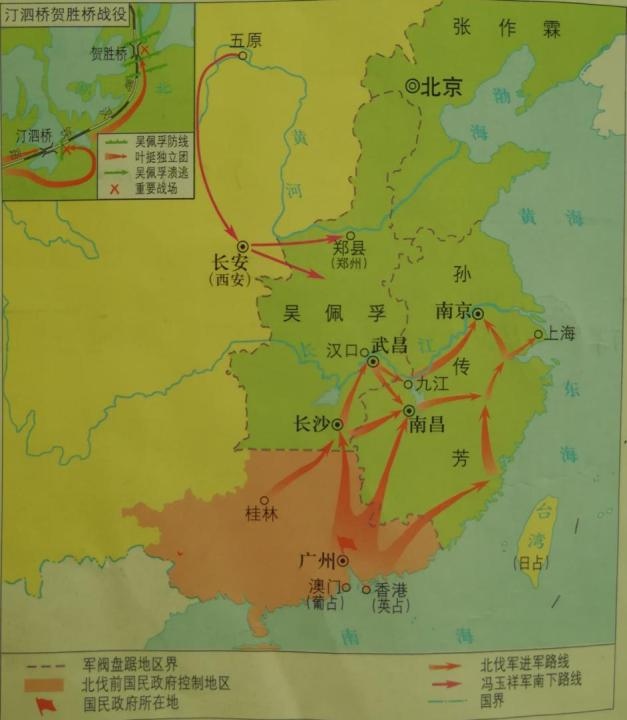 汀泗桥贺胜桥战役
贺胜桥
湖北
汀泗桥
吴佩孚防线
叶挺独立团
吴佩孚溃逃
重要战场
五原
张作霖
北京
渤海
黄河
黄海
长安
(西安)
郑县
(郑州)
吴佩孚
孙传芳
南京
上海
汉口
武昌
长江
九江
东海
长沙
南昌
桂林
台湾
(日占)
广州
澳门
(葡占)
香港
(英占)
南海
军阀盘踞地区界
北伐前国民政府控制地区
国民政府所在地
北伐军进军路线
冯玉祥军南下路线
国界